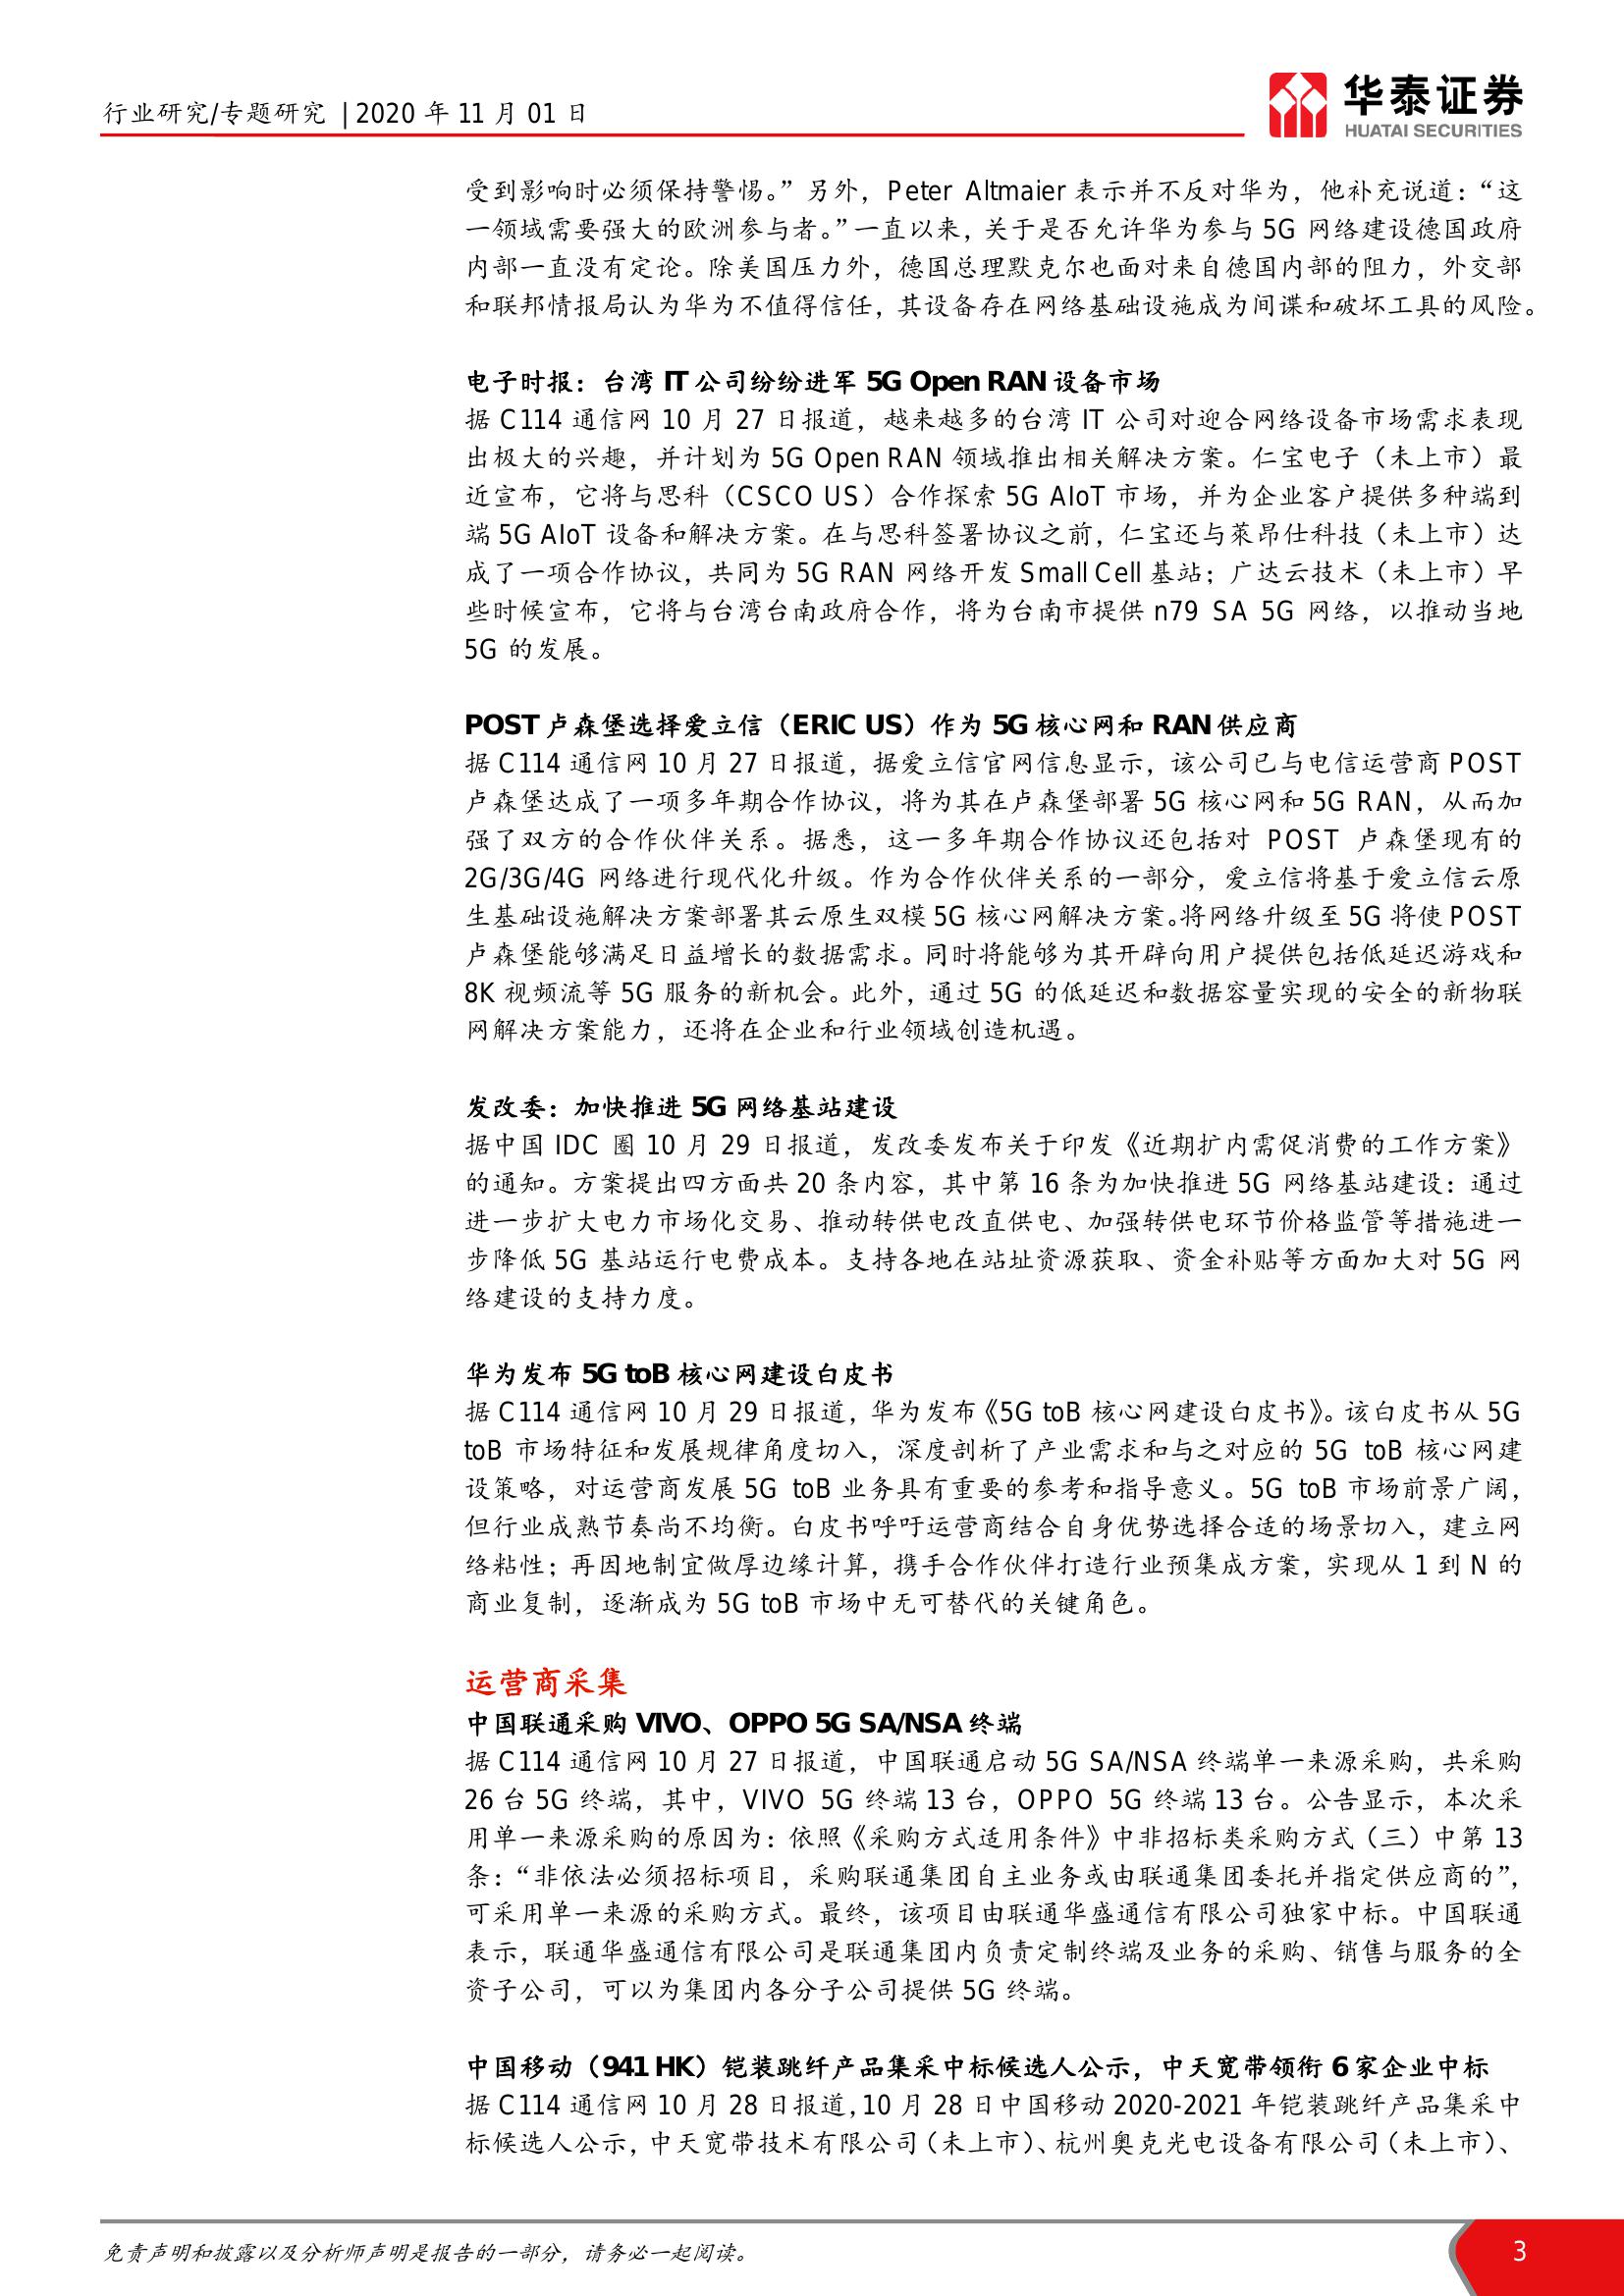 行业研究/专题研究 | 2020 年 11 月 01 日
华泰证券
HUATAI SECURITIES
受到影响时必须保持警惕。”另外，Peter Altmaier 表示并不反对华为，他补充说道：“这
一领域需要强大的欧洲参与者。”一直以来，关于是否允许华为参与 5G 网络建设德国政府
内部一直没有定论。除美国压力外，德国总理默克尔也面对来自德国内部的阻力，外交部
和联邦情报局认为华为不值得信任，其设备存在网络基础设施成为间谍和破坏工具的风险。
电子时报：台湾 IT 公司纷纷进军 5G Open RAN 设备市场
据 C114 通信网 10 月 27 日报道，越来越多的台湾 IT 公司对迎合网络设备市场需求表现
出极大的兴趣，并计划为 5G Open RAN 领域推出相关解决方案。仁宝电子（未上市）最
近宣布，它将与思科（CSCO US）合作探索 5G AIoT 市场，并为企业客户提供多种端到
端 5G AIoT 设备和解决方案。在与思科签署协议之前，仁宝还与莱昂仕科技（未上市）达
成了一项合作协议，共同为 5G RAN 网络开发 Small Cell 基站；广达云技术（未上市）早
些时候宣布，它将与台湾台南政府合作，将为台南市提供 n79 SA 5G 网络，以推动当地
5G 的发展。
POST 卢森堡选择爱立信（ERIC US）作为 5G 核心网和 RAN 供应商
据 C114 通信网 10 月 27 日报道，据爱立信官网信息显示，该公司已与电信运营商 POST
卢森堡达成了一项多年期合作协议，将为其在卢森堡部署 5G 核心网和 5G RAN，从而加
强了双方的合作伙伴关系。据悉，这一多年期合作协议还包括对 POST 卢森堡现有的
2G/3G/4G 网络进行现代化升级。作为合作伙伴关系的一部分，爱立信将基于爱立信云原
生基础设施解决方案部署其云原生双模 5G 核心网解决方案。将网络升级至 5G 将使 POST
卢森堡能够满足日益增长的数据需求。同时将能够为其开辟向用户提供包括低延迟游戏和
8K 视频流等 5G 服务的新机会。此外，通过 5G 的低延迟和数据容量实现的安全的新物联
网解决方案能力，还将在企业和行业领域创造机遇。
发改委：加快推进 5G 网络基站建设
据中国 IDC 圈 10 月 29 日报道，发改委发布关于印发《近期扩内需促消费的工作方案》
的通知。方案提出四方面共 20 条内容，其中第 16 条为加快推进 5G 网络基站建设：通过
进一步扩大电力市场化交易、推动转供电改直供电、加强转供电环节价格监管等措施进一
步降低 5G 基站运行电费成本。支持各地在站址资源获取、资金补贴等方面加大对 5G 网
络建设的支持力度。
华为发布 5G toB 核心网建设白皮书
据 C114 通信网 10 月 29 日报道，华为发布《5G toB 核心网建设白皮书》。该白皮书从 5G
toB 市场特征和发展规律角度切入，深度剖析了产业需求和与之对应的 5G toB 核心网建
设策略，对运营商发展 5G toB 业务具有重要的参考和指导意义。5G toB 市场前景广阔，
但行业成熟节奏尚不均衡。白皮书呼吁运营商结合自身优势选择合适的场景切入，建立网
络粘性；再因地制宜做厚边缘计算，携手合作伙伴打造行业预集成方案，实现从 1 到 N 的
商业复制，逐渐成为 5G toB 市场中无可替代的关键角色。
运营商采集
中国联通采购 VIVO、OPPO 5G SA/NSA 终端
据 C114 通信网 10 月 27 日报道，中国联通启动 5G SA/NSA 终端单一来源采购，共采购
26 台 5G 终端，其中，VIVO 5G 终端 13 台，OPPO 5G 终端 13 台。公告显示，本次采
用单一来源采购的原因为：依照《采购方式适用条件》中非招标类采购方式（三）中第 13
条：“非依法必须招标项目，采购联通集团自主业务或由联通集团委托并指定供应商的”，
可采用单一来源的采购方式。最终，该项目由联通华盛通信有限公司独家中标。中国联通
表示，联通华盛通信有限公司是联通集团内负责定制终端及业务的采购、销售与服务的全
资子公司，可以为集团内各分子公司提供 5G 终端。
中国移动（941 HK）铠装跳纤产品集采中标候选人公示，中天宽带领衔 6 家企业中标
据 C114 通信网 10 月 28 日报道，10 月 28 日中国移动 2020-2021 年铠装跳纤产品集采中
标候选人公示，中天宽带技术有限公司（未上市）、杭州奥克光电设备有限公司（未上市）、
免责声明和披露以及分析师声明是报告的一部分，请务必一起阅读。
3